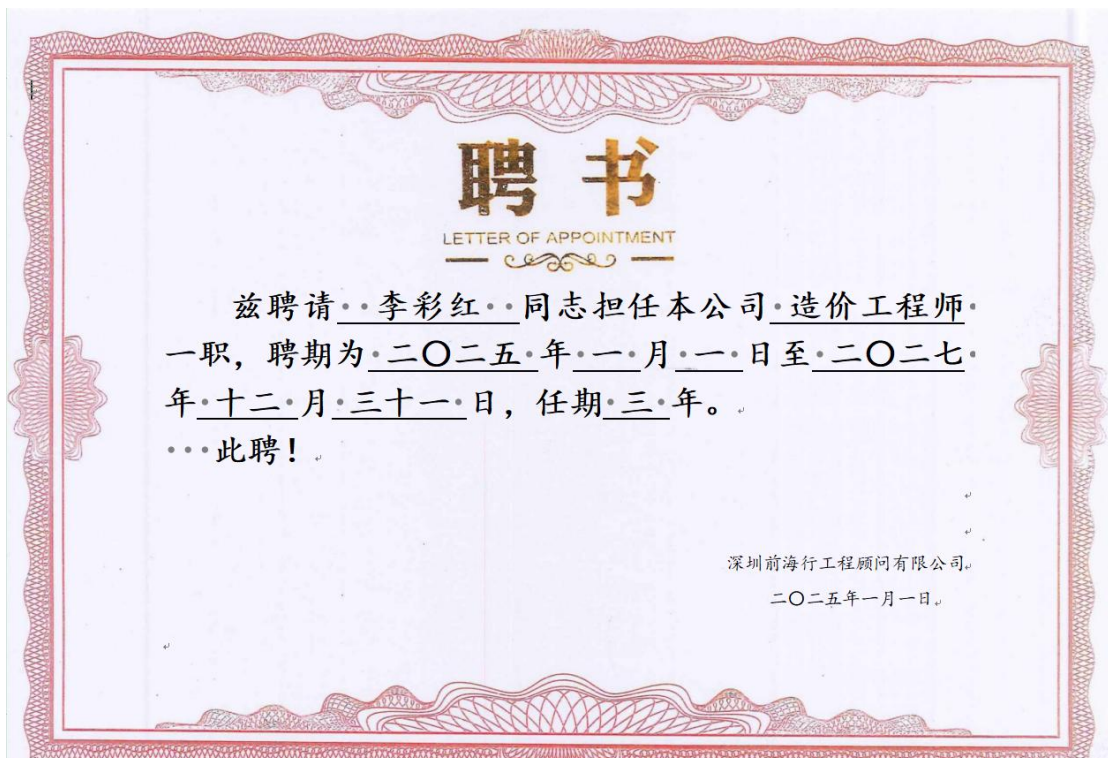 聘 书
LETTER OF APPOINTMENT
兹聘请 李彩红 同志担任本公司 造价工程师
一职，聘期为 二〇二五 年 一 月 一 日至 二〇二七
年 十二 月 三十一 日，任期 三 年。
此聘！
深圳前海行工程顾问有限公司
二〇二五年一月一日